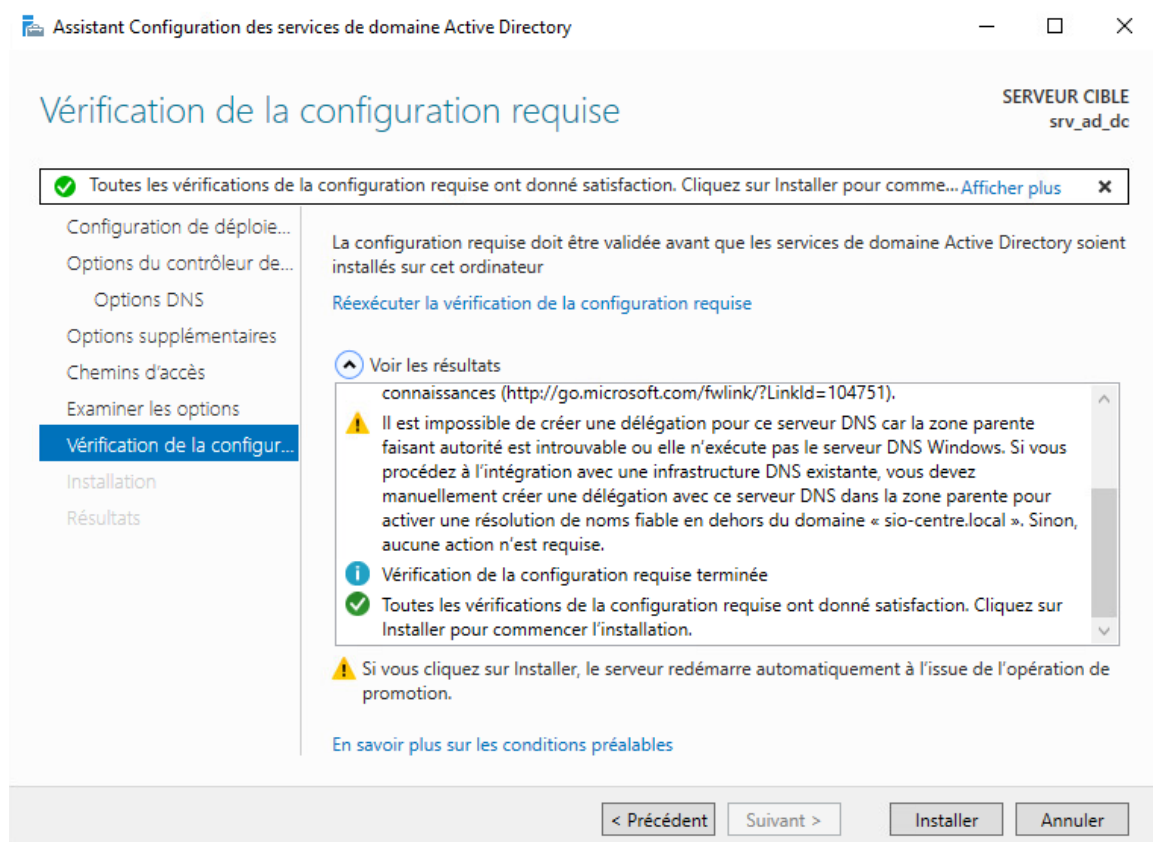 Assistant Configuration des services de domaine Active Directory
Vérification de la configuration requise
SERVEUR CIBLE
srv_ad_dc
Toutes les vérifications de la configuration requise ont donné satisfaction. Cliquez sur Installer pour comme... Afficher plus
Configuration de déploie...
Options du contrôleur de...
Options DNS
Options supplémentaires
Chemins d'accès
Examiner les options
Vérification de la configur...
Installation
Résultats
La configuration requise doit être validée avant que les services de domaine Active Directory soient
installés sur cet ordinateur
Réexécuter la vérification de la configuration requise
Voir les résultats
connaissances (http://go.microsoft.com/fwlink/?LinkId=104751).
Il est impossible de créer une délégation pour ce serveur DNS car la zone parente
faisant autorité est introuvable ou elle n'exécute pas le serveur DNS Windows. Si vous
procédez à l'intégration avec une infrastructure DNS existante, vous devez
manuellement créer une délégation avec ce serveur DNS dans la zone parente pour
activer une résolution de noms fiable en dehors du domaine « sio-centre.local ». Sinon,
aucune action n'est requise.
Vérification de la configuration requise terminée
Toutes les vérifications de la configuration requise ont donné satisfaction. Cliquez sur
Installer pour commencer l'installation.
Si vous cliquez sur Installer, le serveur redémarre automatiquement à l'issue de l'opération de
promotion.
En savoir plus sur les conditions préalables
< Précédent
Suivant >
Installer
Annuler